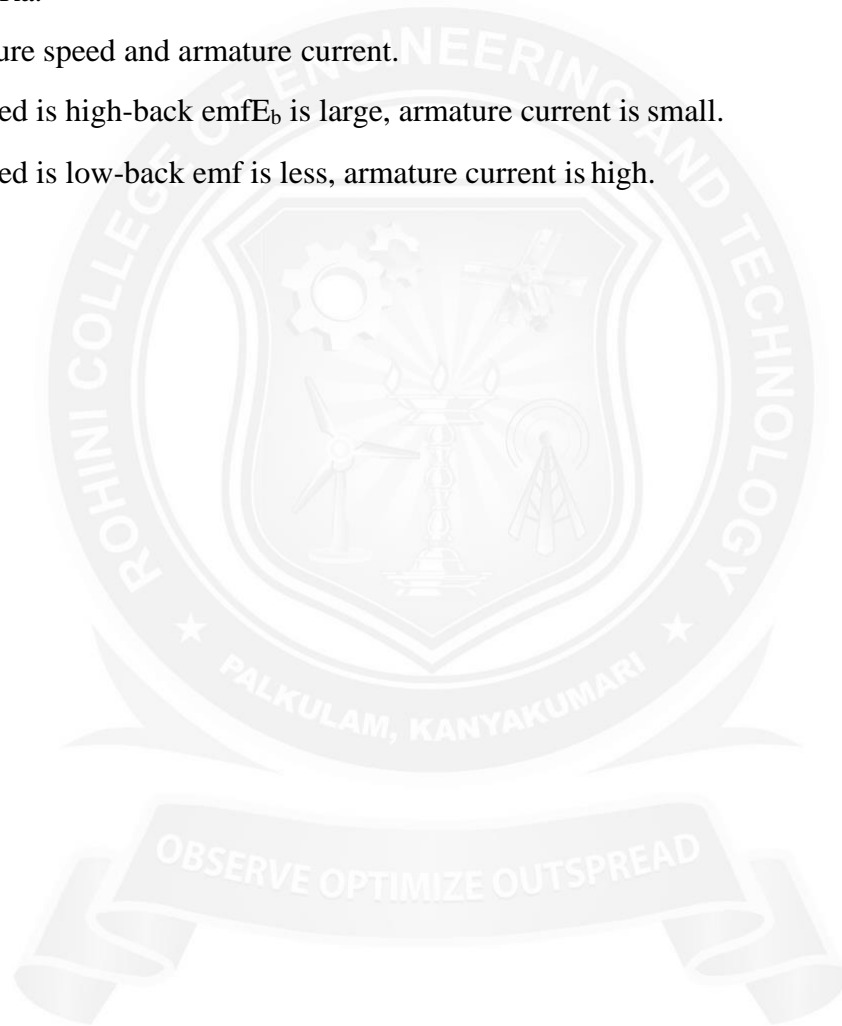 ure speed and armature current.
ed is high-back emfE_b is large, armature current is small.
ed is low-back emf is less, armature current is high.
ROHINI COLLEGE OF ENGINEERING AND TECHNOLOGY
PALKULAM, KANYAKUMARI
OBSERVE OPTIMIZE OUTSPREAD